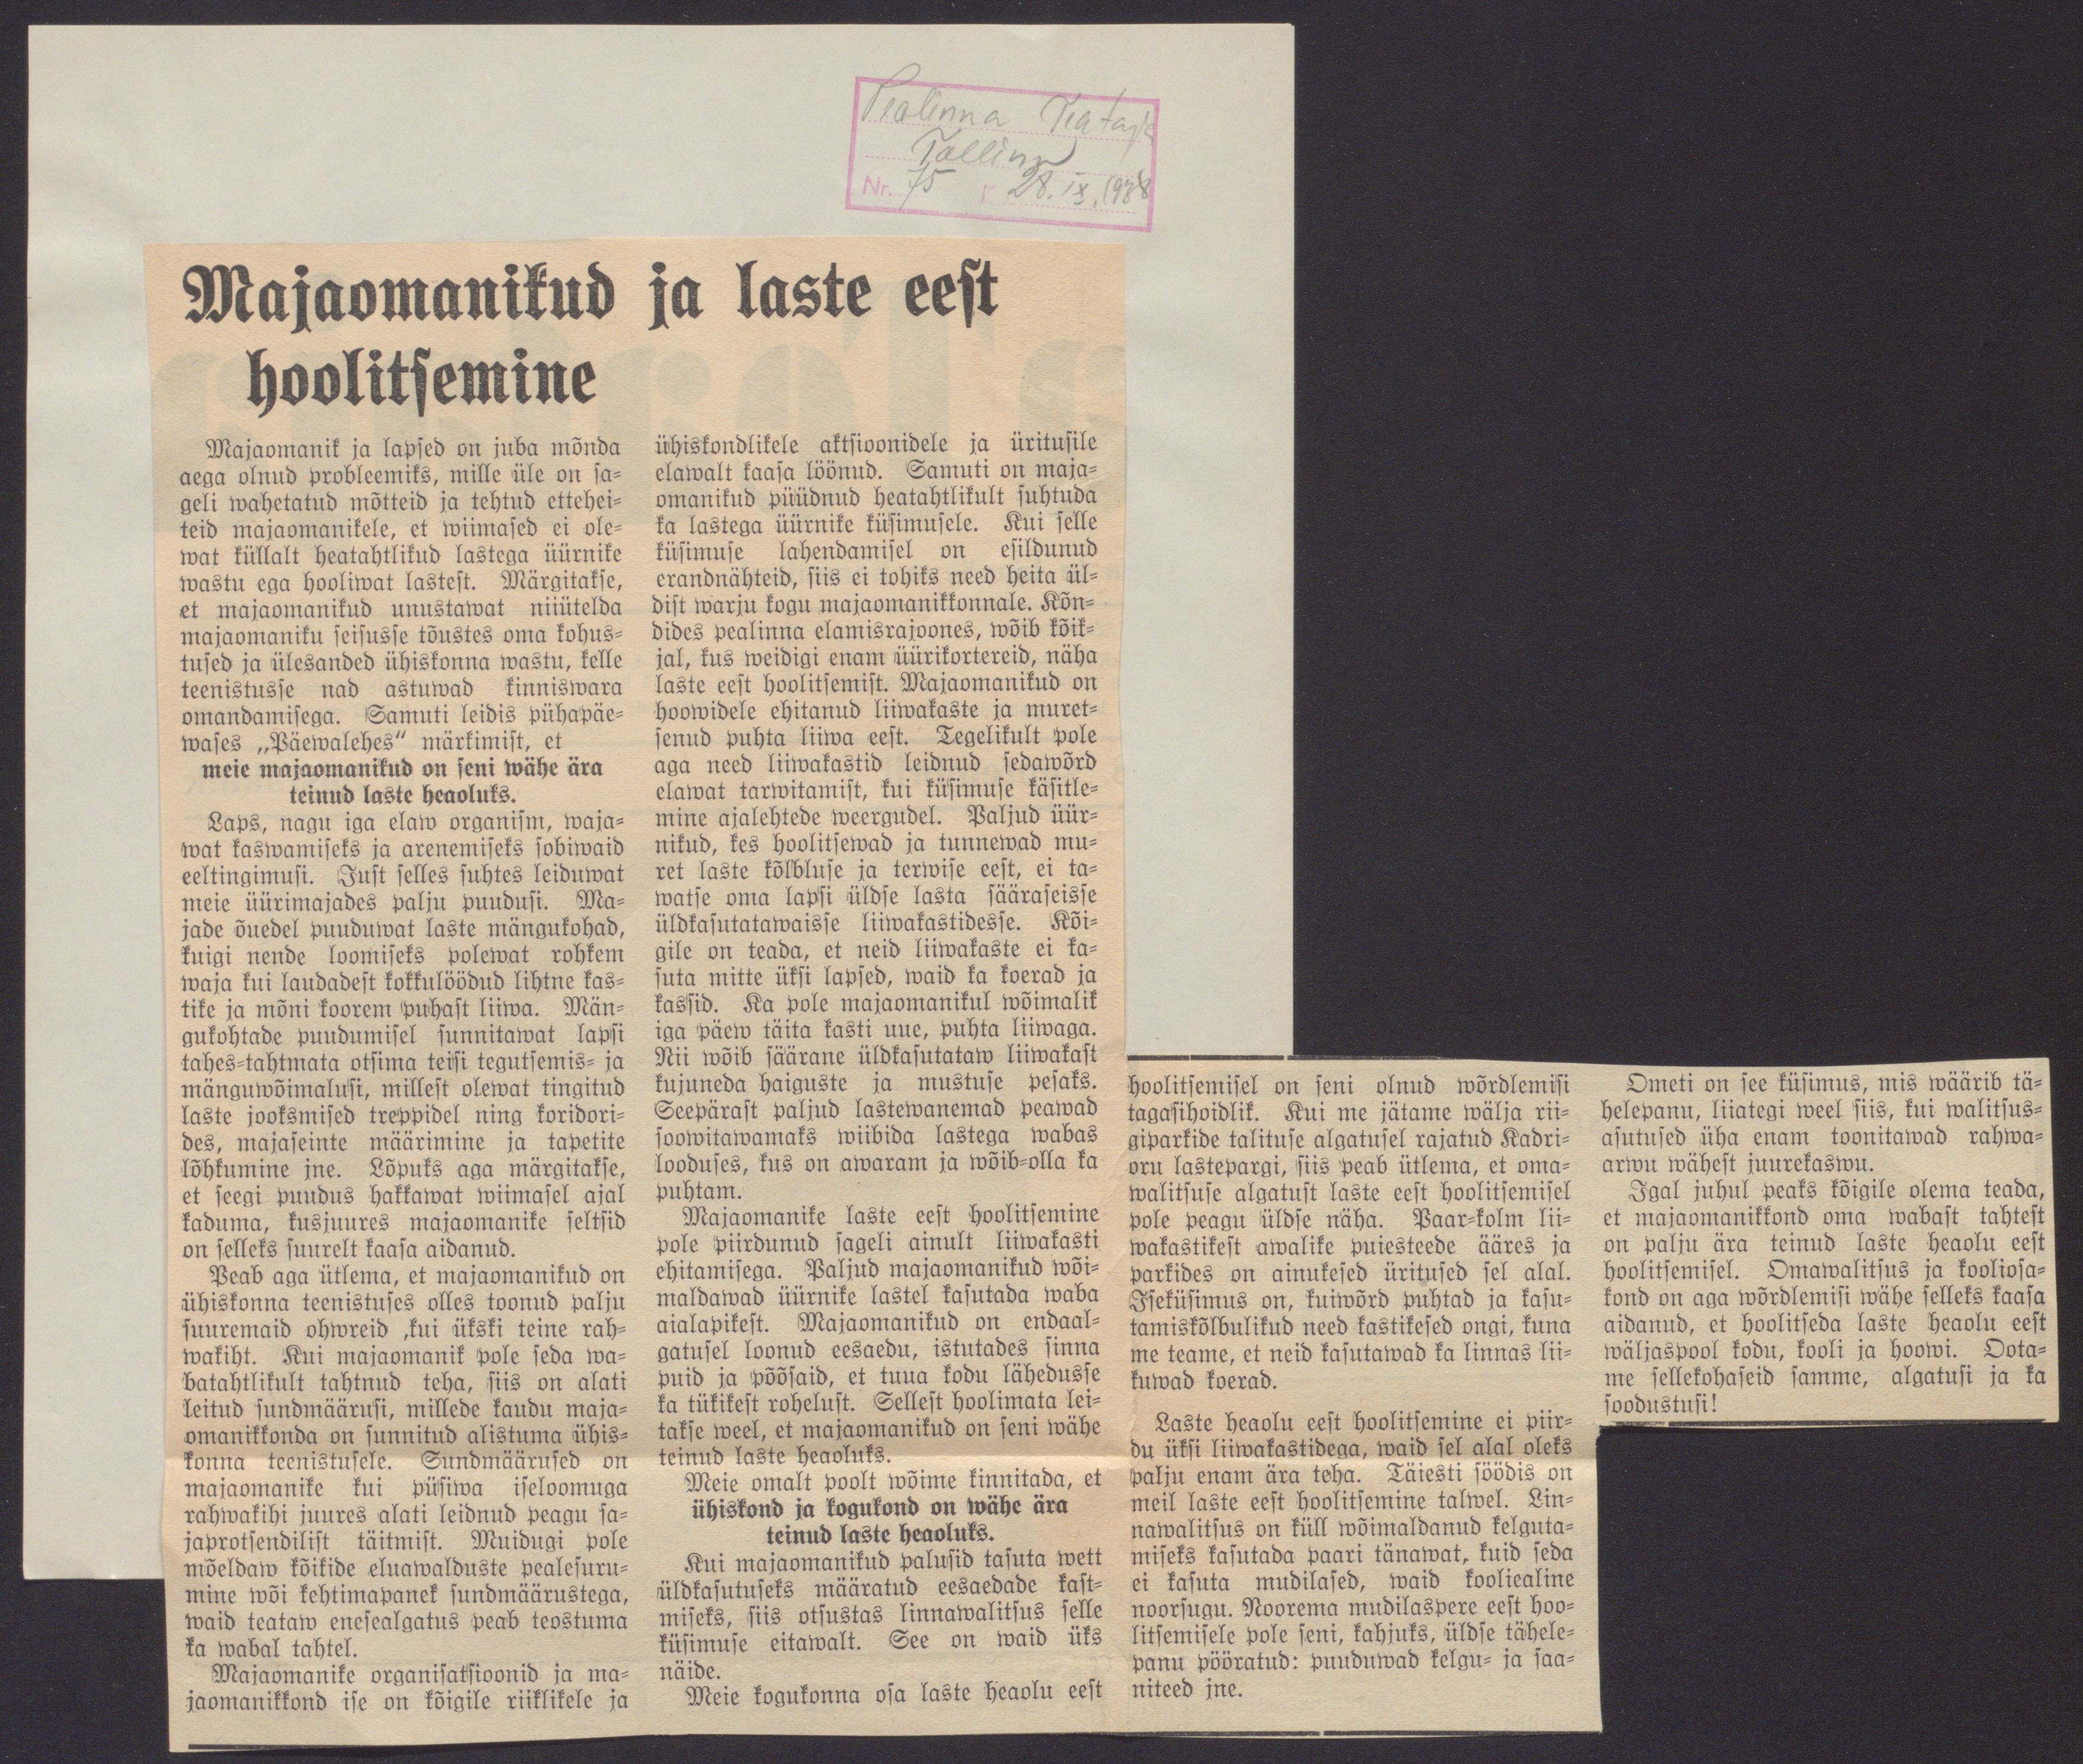 Pealinna Teataja
Tallinn
Nr. 75 28. IX. 1938
Majaomanikud ja laste eest
hoolitsemine
Majaomanik ja lapsed on juba mõnda
aega olnud probleemiks, mille üle on sa-
geli wahetatud mõtteid ja tehtud ettehei-
teid majaomanikele, et wiimased ei ole-
wat küllalt heatahtlikud lastega üürnike
wastu ega hooliwat lastest. Märgitakse,
et majaomanikud unustawat niiütelda
majaomaniku seisusse tõustes oma kohus-
tused ja ülesanded ühiskonna wastu, kelle
teenistusse nad astuwad kinniswara
omandamisega. Samuti leidis pühapäe-
wases „Päewalehes“ märkimist, et
meie majaomanikud on seni wähe ära
teinud laste heaoluks.
Laps, nagu iga elaw organism, waja-
wat kaswamiseks ja arenemiseks sobiwaid
eeltingimusi. Just selles suhtes leiduwat
meie üürimajades palju puudusi. Ma-
jade õuedel puuduwat laste mängukohad,
kuigi nende loomiseks polewat rohkem
waja kui laudadest kokkulöödud lihtne kas-
tike ja mõni koorem puhast liiwa. Män-
gukohtade puudumisel sunnitawat lapsi
tahes-tahtmata otsima teisi tegutsemis- ja
mänguwõimalusi, millest olewat tingitud
laste jooksmised treppidel ning koridori-
des, majaseinte määrimine ja tapetite
lõhkumine jne. Lõpuks aga märgitakse,
et seegi puudus hakkawat wiimasel ajal
kaduma, kusjuures majaomanike seltsid
on selleks suurelt kaasa aidanud.
Peab aga ütlema, et majaomanikud on
ühiskonna teenistuses olles toonud palju
suuremaid ohwreid ,kui ükski teine rah-
wakiht. Kui majaomanik pole seda wa-
batahtlikult tahtnud teha, siis on alati
leitud sundmäärusi, millede kaudu maja-
omanikkonda on sunnitud alistuma ühis-
konna teenistusele. Sundmäärused on
majaomanike kui püsiwa iseloomuga
rahwakihi juures alati leidnud peagu sa-
japrotsendilist täitmist. Muidugi pole
mõeldaw kõikide eluawalduste pealesuru-
mine wõi kehtimapanek sundmäärustega,
waid teataw enesealgatus peab teostuma
ka wabal tahtel.
Majaomanike organisatsioonid ja ma-
jaomanikkond ise on kõigile riiklikele ja
ühiskondlikele aktsioonidele ja üritusile
elawalt kaasa löönud. Samuti on maja-
omanikud püüdnud heatahtlikult suhtuda
ka lastega üürnike küsimusele. Kui selle
küsimuse lahendamisel on esildunud
erandnähteid, siis ei tohiks need heita ül-
dist warju kogu majaomanikkonnale. Kõn-
dides pealinna elamisrajoones, wõib kõik-
jal, kus weidigi enam üürikortereid, näha
laste eest hoolitsemist. Majaomanikud on
hoowidele ehitanud liiwakaste ja muret-
senud puhta liiwa eest. Tegelikult pole
aga need liiwakastid leidnud sedawõrd
elawat tarwitamist, kui küsimuse käsitle-
mine ajalehtede weergudel. Paljud üür-
nikud, kes hoolitsewad ja tunnewad mu-
ret laste kõlbluse ja terwise eest, ei ta-
watse oma lapsi üldse lasta sääraseisse
üldkasutatawaisse liiwakastidesse. Kõi-
gile on teada, et neid liiwakaste ei ka-
suta mitte üksi lapsed, waid ka koerad ja
kassid. Ka pole majaomanikul wõimalik
iga päew täita kasti uue, puhta liiwaga.
Nii wõib säärane üldkasutataw liiwakast
kujuneda haiguste ja mustuse pesaks.
Seepärast paljud lastewanemad peawad
soowitawamaks wiibida lastega wabas
looduses, kus on awaram ja wõib-olla ka
puhtam.
Majaomanike laste eest hoolitsemine
pole piirdunud sageli ainult liiwakasti
ehitamisega. Paljud majaomanikud wõi-
maldawad üürnike lastel kasutada waba
aialapikest. Majaomanikud on endaal-
gatusel loonud eesaedu, istutades sinna
puid ja põõsaid, et tuua kodu lähedusse
ka tükikest rohelust. Sellest hoolimata lei-
takse weel, et majaomanikud on seni wähe
teinud laste heaoluks.
Meie omalt poolt wõime kinnitada, et
ühiskond ja kogukond on wähe ära
teinud laste heaoluks.
Kui majaomanikud palusid tasuta wett
üldkasutuseks määratud eesaedade kast-
miseks, siis otsustas linnawalitsus selle
küsimuse eitawalt. See on waid üks
näide.
Meie kogukonna osa laste heaolu eest
hoolitsemisel on seni olnud wõrdlemisi
tagasihoidlik. Kui me jätame wälja rii-
giparkide talituse algatusel rajatud Kadri-
oru lastepargi, siis peab ütlema, et oma-
walitsuse algatust laste eest hoolitsemisel
pole peagu üldse näha. Paar-kolm lii-
wakastikest awalike puiesteede ääres ja
parkides on ainukesed üritused sel alal.
Iseküsimus on, kuiwõrd puhtad ja kasu-
tamiskõlbulikud need kastikesed ongi, kuna
me teame, et neid kasutawad ka linnas lii-
kuwad koerad.
Laste heaolu eest hoolitsemine ei piir-
du üksi liiwakastidega, waid sel alal oleks
palju enam ära teha. Täiesti söödis on
meil laste eest hoolitsemine talwel. Lin-
nawalitsus on küll wõimaldanud kelguta-
miseks kasutada paari tänawat, kuid seda
ei kasuta mudilased, waid kooliealine
noorsugu. Noorema mudilaspere eest hoo-
litsemisele pole seni, kahjuks, üldse tähele-
panu pööratud: puuduwad kelgu- ja saa-
niteed jne.
Ometi on see küsimus, mis wäärib tä-
helepanu, liiategi weel siis, kui walitsus-
asutused üha enam toonitawad rahwa-
arwu wähest juurekaswu.
Igal juhul peaks kõigile olema teada,
et majaomanikkond oma wabast tahtest
on palju ära teinud laste heaolu eest
hoolitsemisel. Omawalitsus ja kooliosa-
kond on aga wõrdlemisi wähe selleks kaasa
aidanud, et hoolitseda laste heaolu eest
wäljaspool kodu, kooli ja hoowi. Oota-
me sellekohaseid samme, algatusi ja ka
soodustusi!